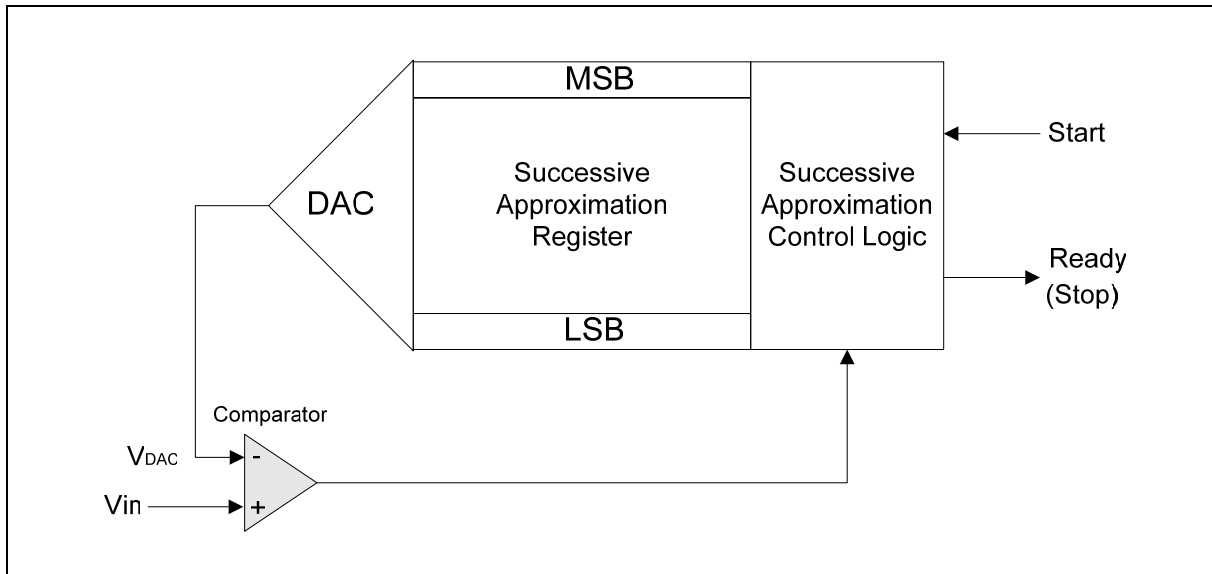 MSB
Start
DAC
Successive
Approximation
Register
Successive
Approximation
Control Logic
Ready
(Stop)
LSB
Comparator
VDAC
-
Vin
+